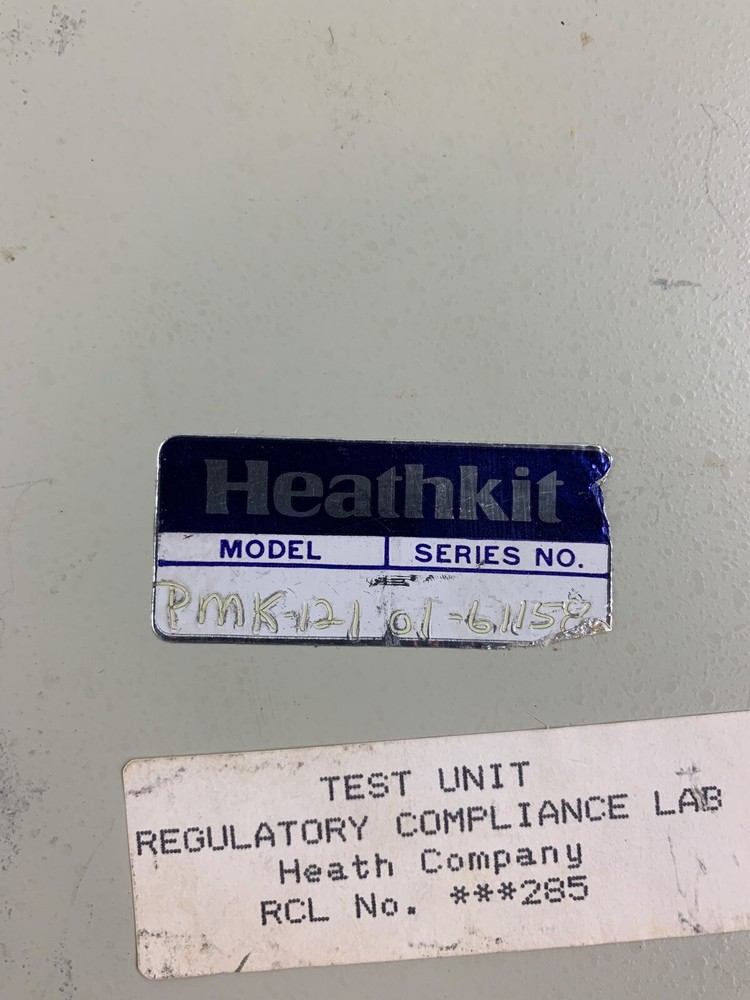 Heathkit
MODEL SERIES NO.
PMK-121 01-61158
TEST UNIT
REGULATORY COMPLIANCE LAB
Heath Company
RCL No. ***285